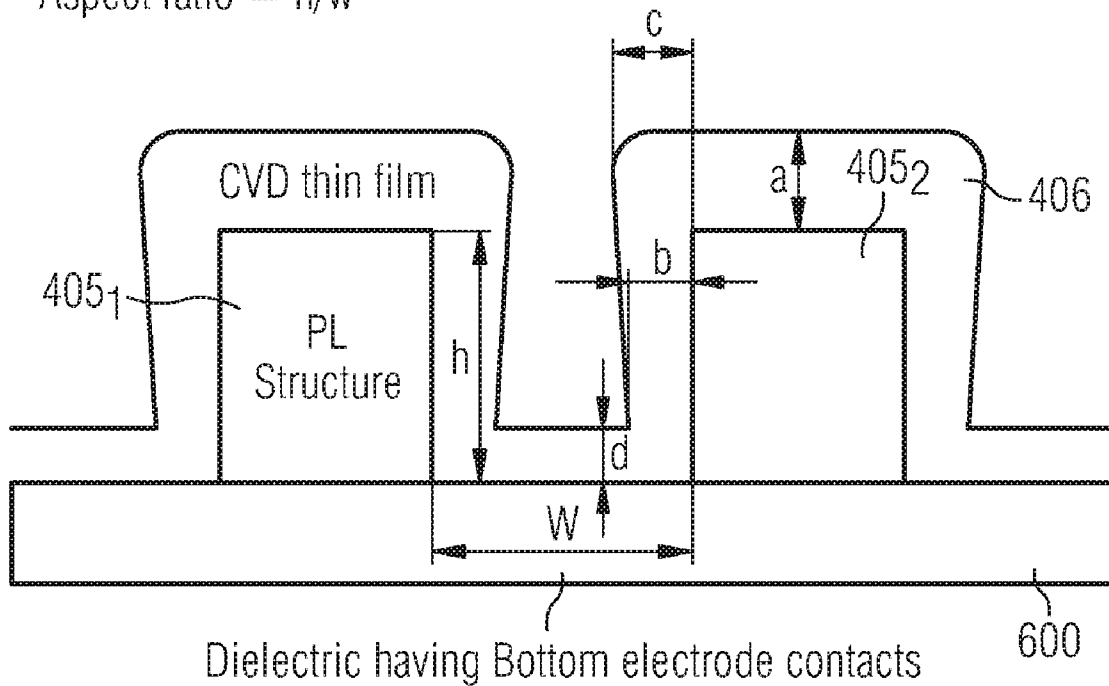 Aspect ratio = h/w
c
CVD thin film
a
405₂
406
b
405₁
PL
Structure
h
d
W
Dielectric having Bottom electrode contacts
600